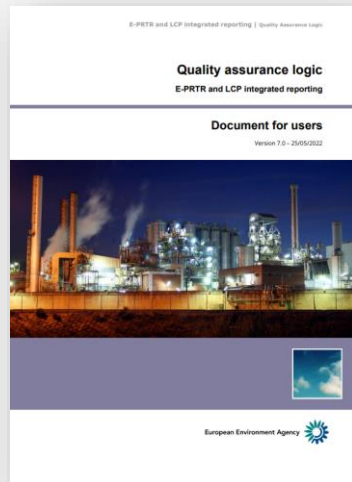 E-PRTR and LCP integrated reporting | Quality Assurance Logic
Quality assurance logic
E-PRTR and LCP integrated reporting
Document for users
Version 7.0 – 25/05/2022
European Environment Agency